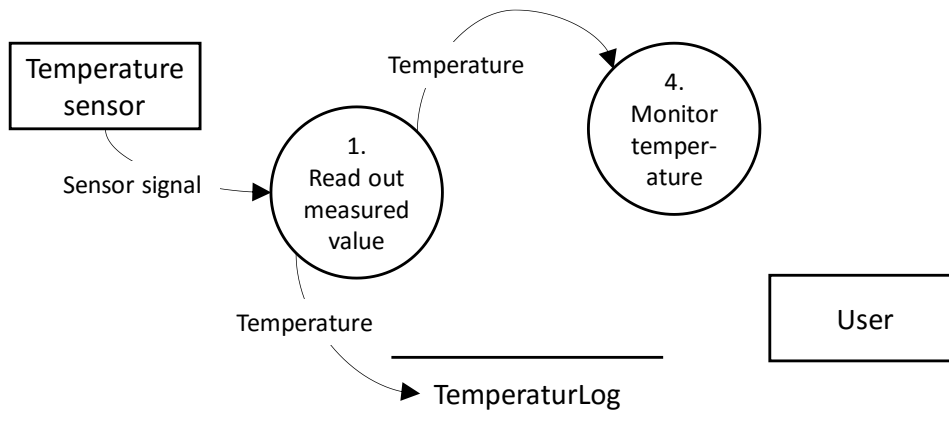 Temperature
sensor
Sensor signal
1.
Read out
measured
value
Temperature
4.
Monitor
temper-
ature
Temperature
TemperaturLog
User